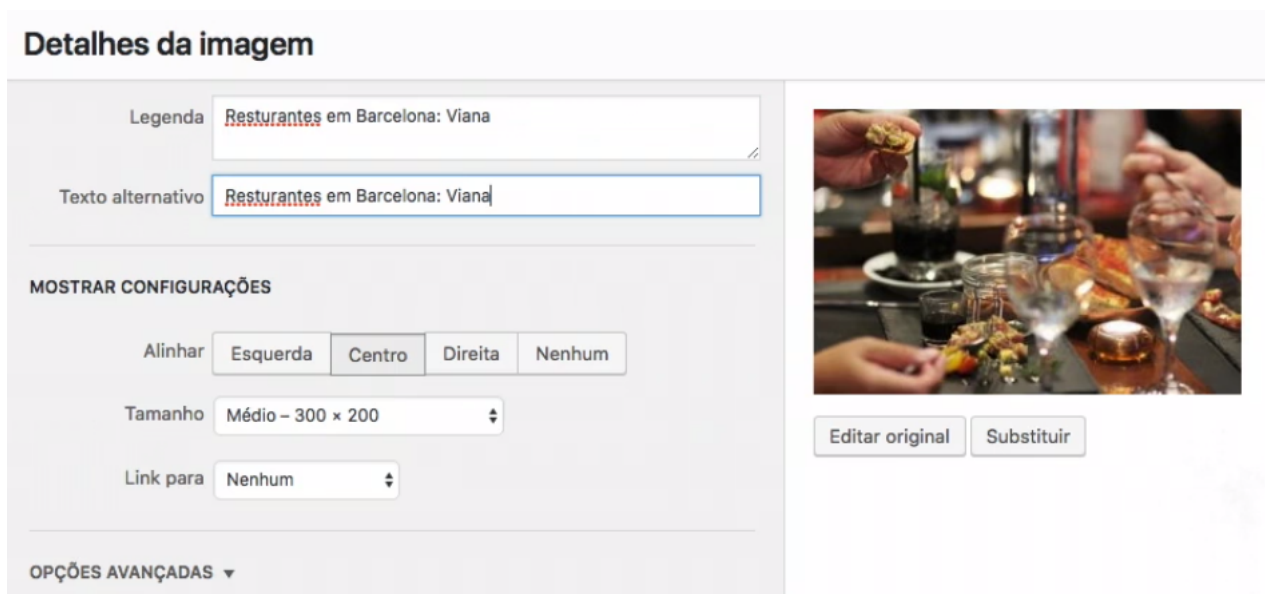 Detalhes da imagem
Legenda Resturantes em Barcelona: Viana
Texto alternativo Resturantes em Barcelona: Viana
MOSTRAR CONFIGURAÇÕES
Alinhar Esquerda Centro Direita Nenhum
Tamanho Médio – 300 × 200
Editar original Substituir
Link para Nenhum
OPÇÕES AVANÇADAS ▼